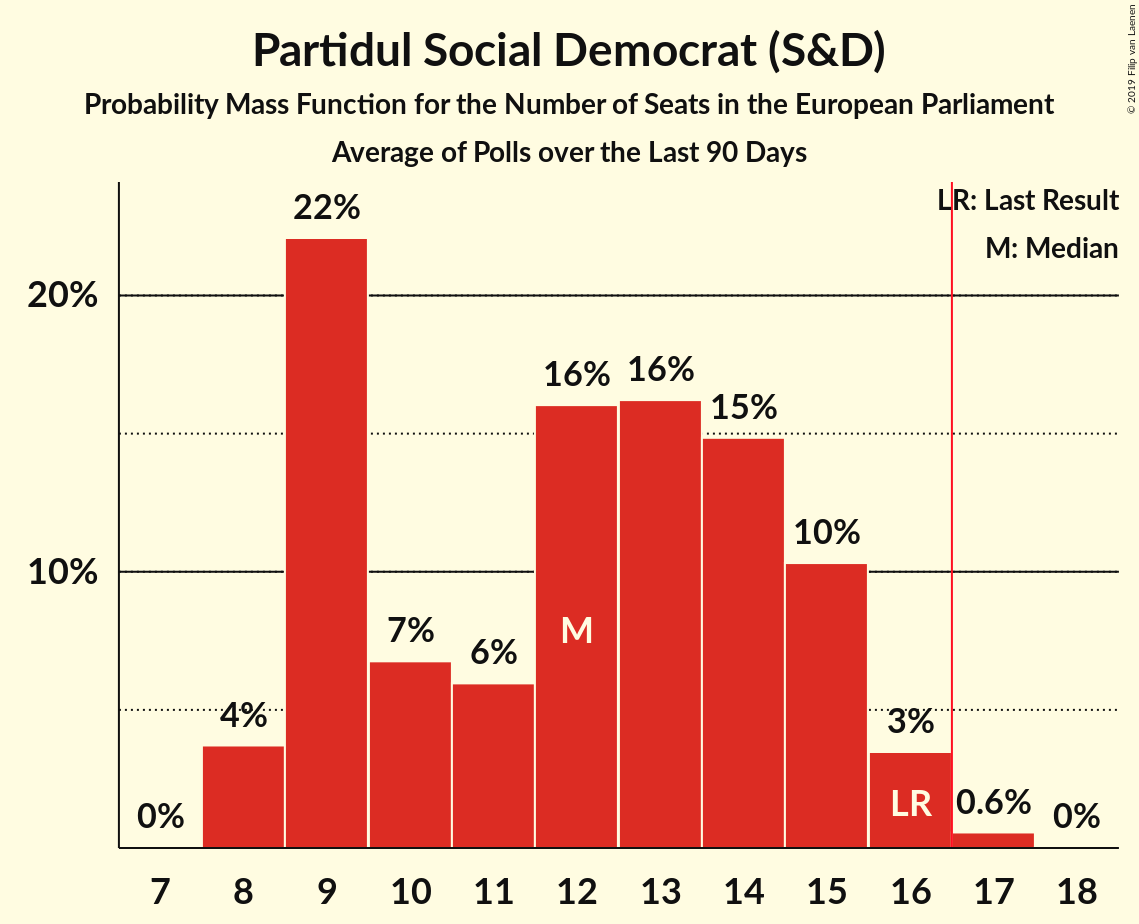 Partidul Social Democrat (S&D)
Probability Mass Function for the Number of Seats in the European Parliament
Average of Polls over the Last 90 Days
© 2019 Filip van Laenen
LR: Last Result
M: Median
22%
20%
16%
16%
15%
10%
10%
7%
6%
M
4%
3%
0%
LR
0.6%
0%
7 8 9 10 11 12 13 14 15 16 17 18